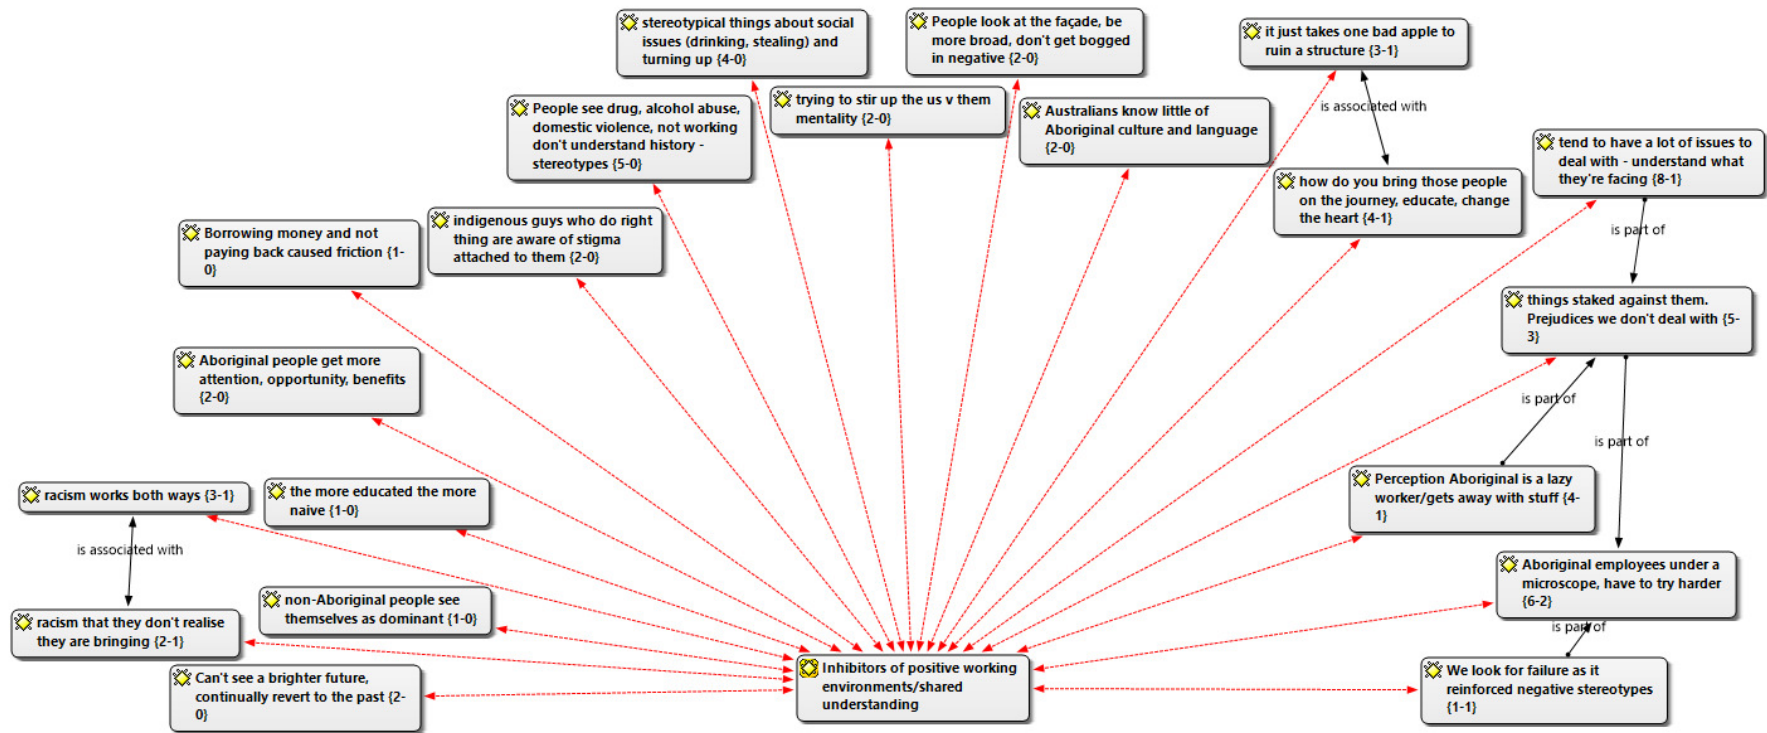 stereotypical things about social
issues (drinking, stealing) and
turning up {4-0}
People look at the façade, be
more broad, don't get bogged
in negative {2-0}
it just takes one bad apple to
ruin a structure {3-1}
is associated with
People see drug, alcohol abuse,
domestic violence, not working
don't understand history -
stereotypes {5-0}
trying to stir up the us v them
mentality {2-0}
Australians know little of
Aboriginal culture and language
{2-0}
tend to have a lot of issues to
deal with - understand what
they're facing {8-1}
how do you bring those people
on the journey, educate, change
the heart {4-1}
is part of
Borrowing money and not
paying back caused friction {1-
0}
indigenous guys who do right
thing are aware of stigma
attached to them {2-0}
things staked against them.
Prejudices we don't deal with {5-
3}
Aboriginal people get more
attention, opportunity, benefits
{2-0}
is part of
is part of
racism works both ways {3-1}
the more educated the more
naive {1-0}
Perception Aboriginal is a lazy
worker/gets away with stuff {4-
1}
is associated with
Aboriginal employees under a
microscope, have to try harder
{6-2}
is part of
non-Aboriginal people see
themselves as dominant {1-0}
racism that they don't realise
they are bringing {2-1}
Can't see a brighter future,
continually revert to the past {2-
0}
Inhibitors of positive working
environments/shared
understanding
We look for failure as it
reinforced negative stereotypes
{1-1}